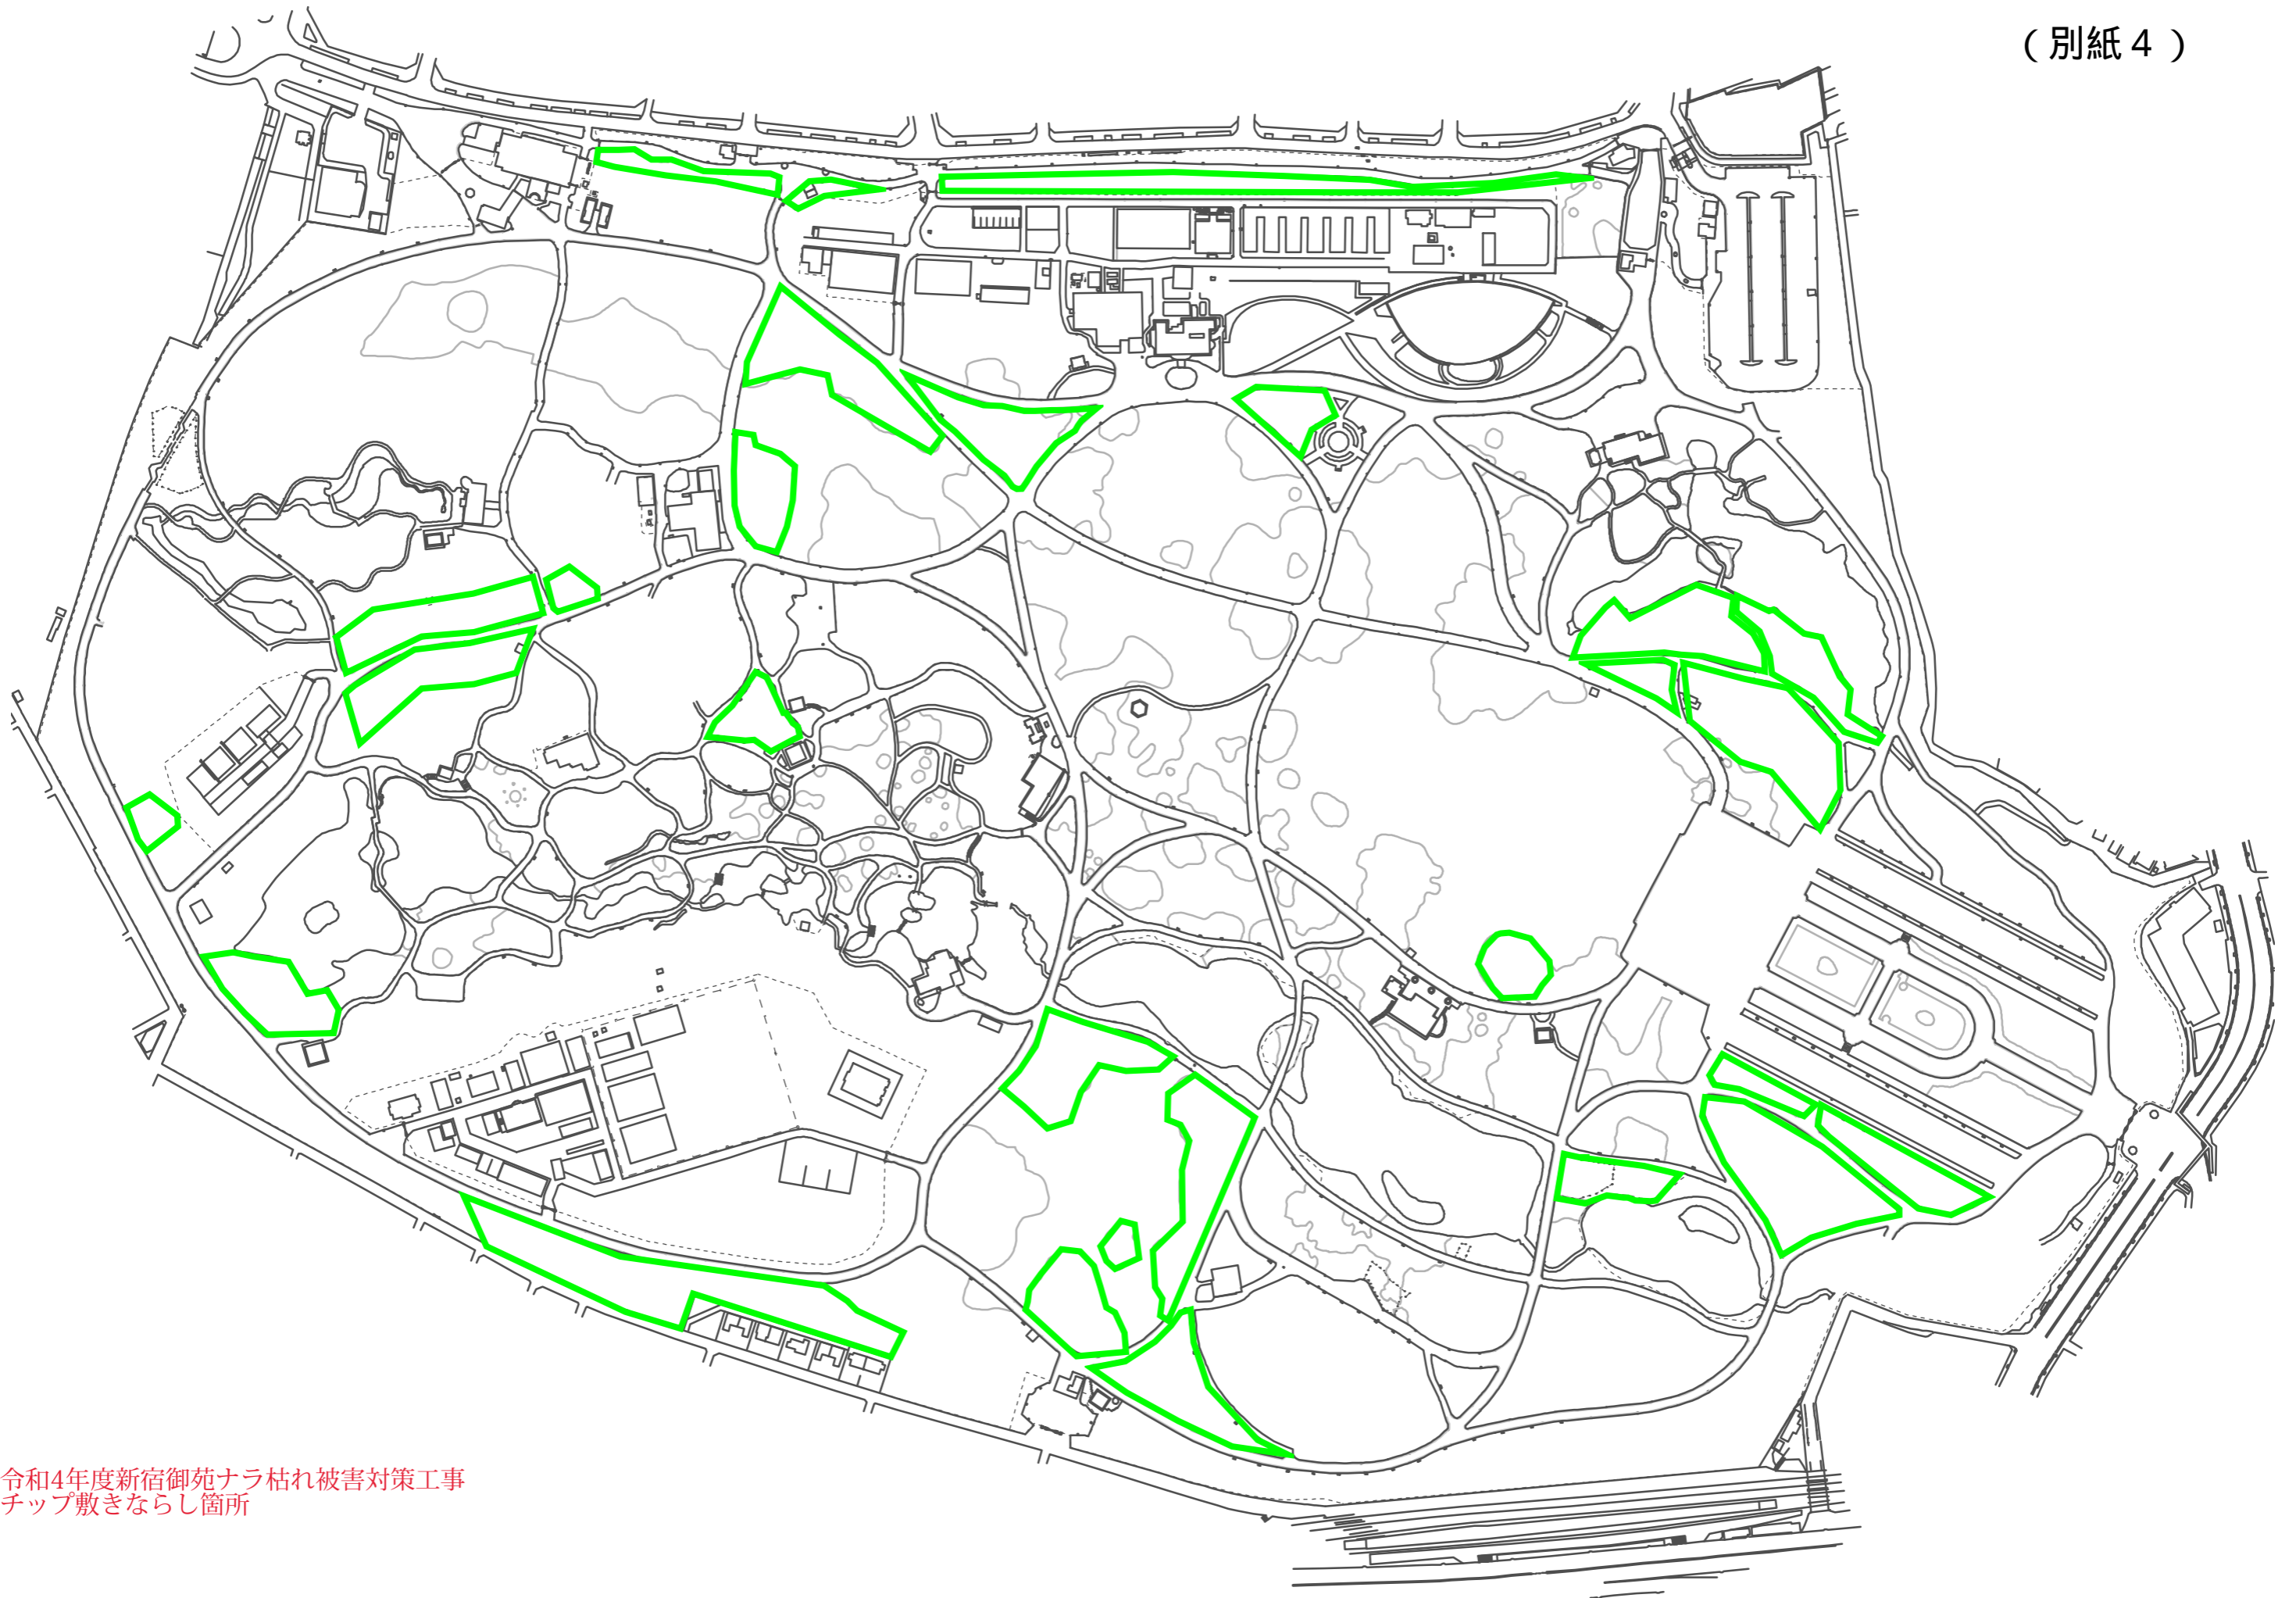 （別紙４）
令和4年度新宿御苑ナラ枯れ被害対策工事
チップ敷きならし箇所